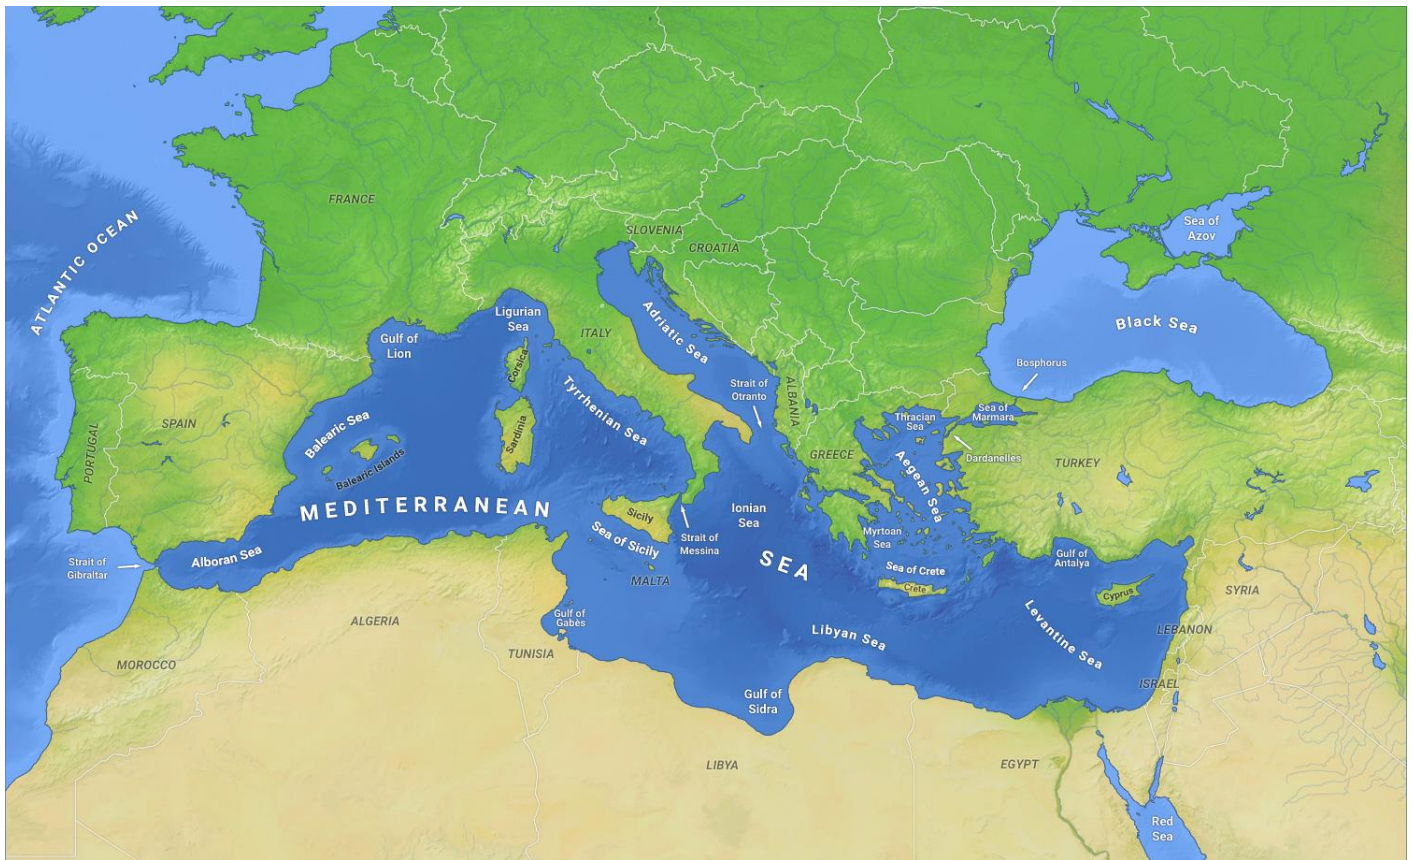 ATLANTIC OCEAN
FRANCE
SLOVENIA
CROATIA
Sea of
Azov
Black Sea
Bosphorus
Ligurian
Sea
Gulf of
Lion
ITALY
Adriatic Sea
Corsica
Strait of
Otranto
ALBANIA
Thracian
Sea
Sea of
Marmara
Dardanelles
SPAIN
PORTUGAL
Balearic Sea
Balearic Islands
Sardinia
Tyrrhenian Sea
GREECE
Aegean Sea
TURKEY
MEDITERRANEAN
SEA
Sicily
Sea of Sicily
Strait of
Messina
Ionian
Sea
Myrtoan
Sea
Sea of Crete
Crete
Gulf of
Antalya
Cyprus
SYRIA
Strait of
Gibraltar
Alboran Sea
MALTA
Gulf of
Gabès
ALGERIA
MOROCCO
TUNISIA
Libyan Sea
Levantine Sea
LEBANON
ISRAEL
Gulf of
Sidra
LIBYA
EGYPT
Red
Sea